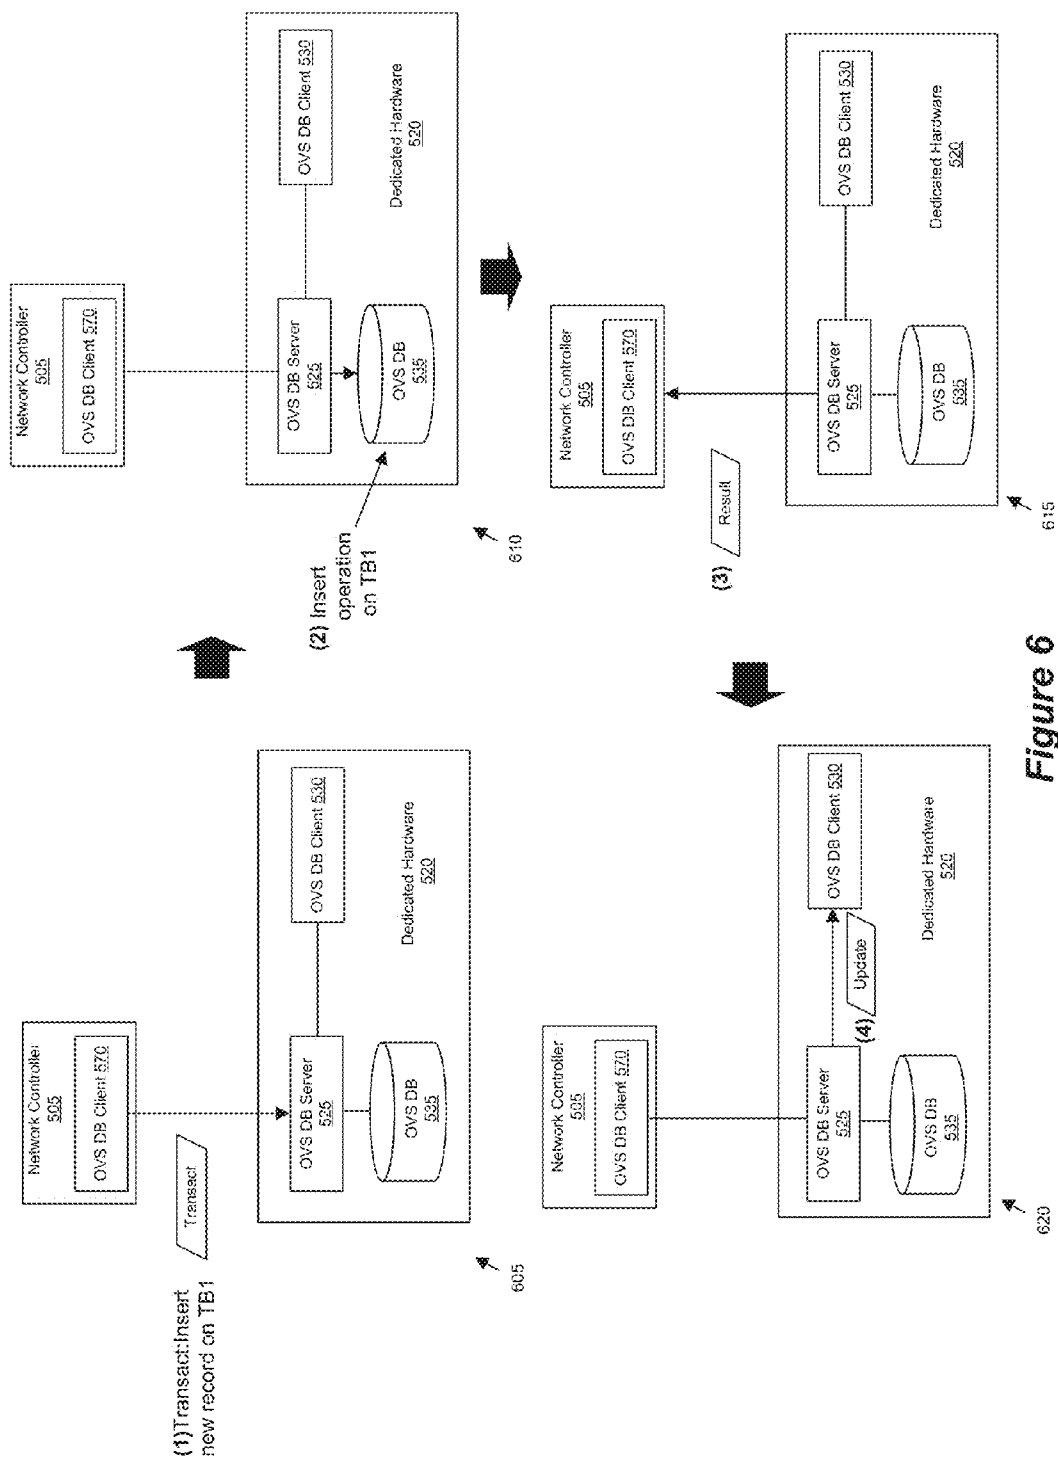 Network Controller
505
OVS DB Client 570
Transact
(1)Transact:Insert
new record on TB1
OVS DB Server
525
OVS DB Client 530
OVS DB
535
Dedicated Hardware
520
605
Network Controller
505
OVS DB Client 570
OVS DB Server
525
OVS DB Client 530
OVS DB
535
Dedicated Hardware
520
(2) Insert
operation
on TB1
610
Network Controller
505
OVS DB Client 570
(3)
Result
OVS DB Server
525
OVS DB Client 530
OVS DB
535
Dedicated Hardware
520
615
Network Controller
505
OVS DB Client 570
OVS DB Server
525
OVS DB Client 530
(4)
Update
OVS DB
535
Dedicated Hardware
520
620
Figure 6